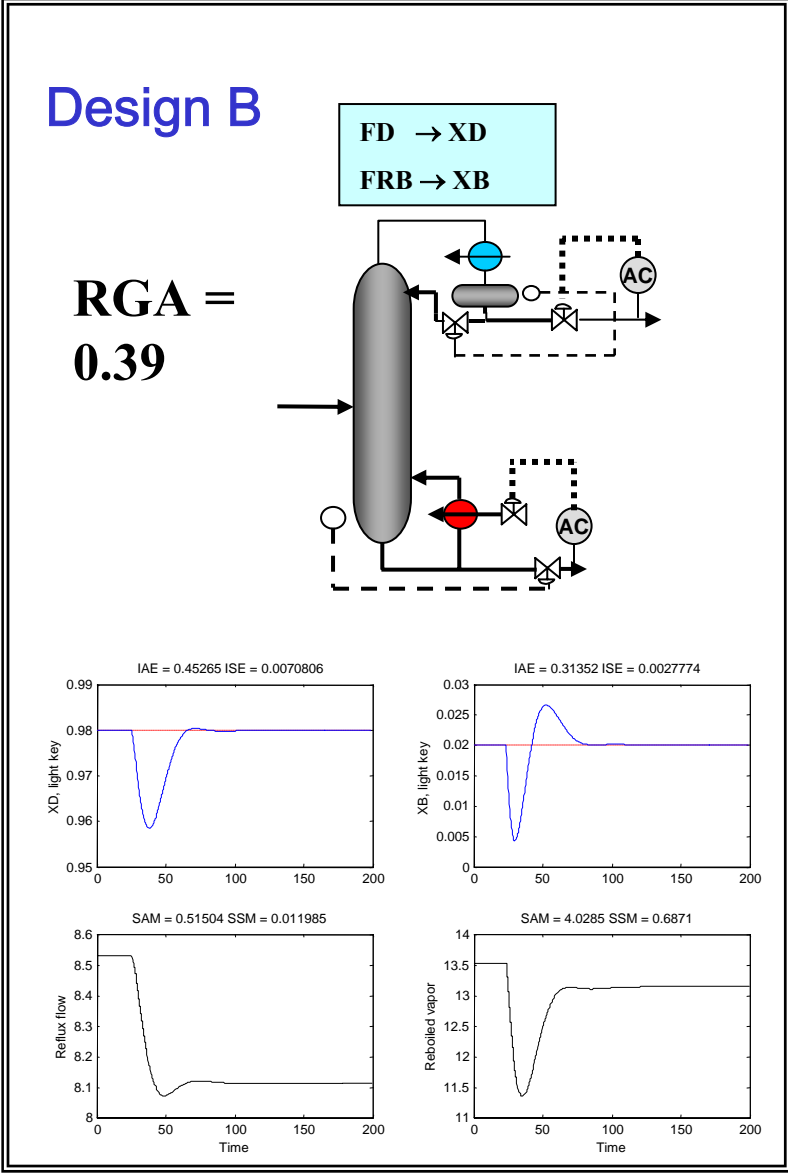 Design B
FD → XD
FRB → XB
RGA =
0.39
AC
AC
IAE = 0.45265 ISE = 0.0070806
0.99
0.98
0.97
0.96
0.95
XD, light key
0 50 100 150 200
IAE = 0.31352 ISE = 0.0027774
0.03
0.025
0.02
0.015
0.01
0.005
0
XB, light key
0 50 100 150 200
SAM = 0.51504 SSM = 0.011985
8.6
8.5
8.4
8.3
8.2
8.1
8
Reflux flow
0 50 100 150 200
Time
SAM = 4.0285 SSM = 0.6871
14
13.5
13
12.5
12
11.5
11
Reboiled vapor
0 50 100 150 200
Time